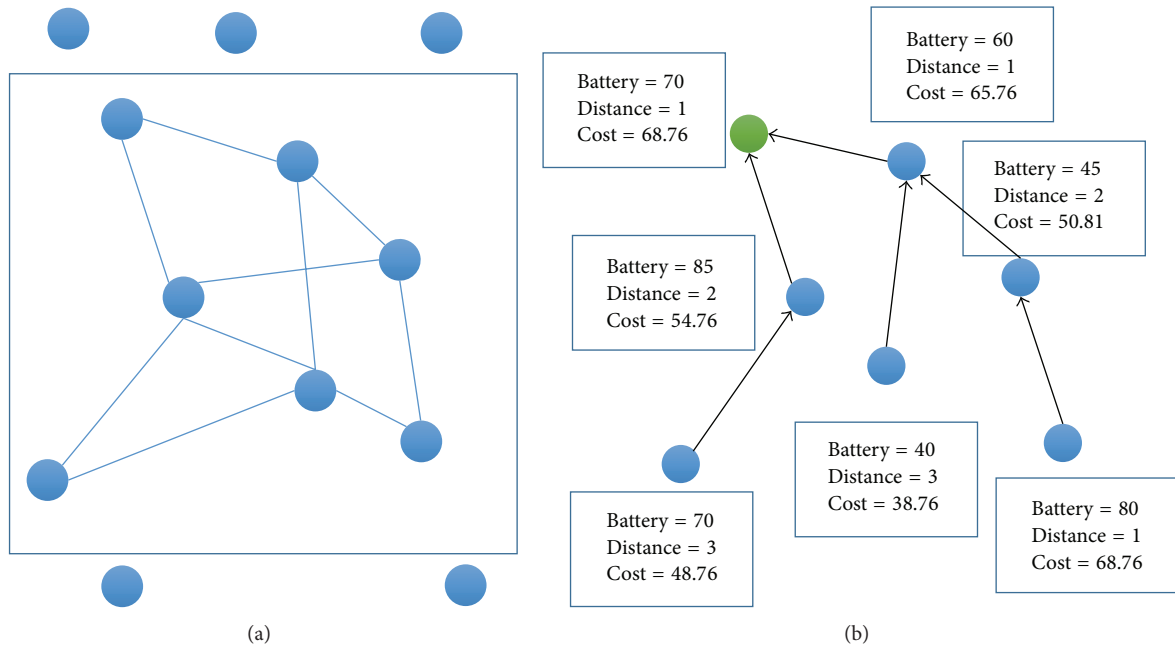 Battery = 70
Distance = 1
Cost = 68.76
Battery = 60
Distance = 1
Cost = 65.76
Battery = 45
Distance = 2
Cost = 50.81
Battery = 85
Distance = 2
Cost = 54.76
Battery = 40
Distance = 3
Cost = 38.76
Battery = 70
Distance = 3
Cost = 48.76
Battery = 80
Distance = 1
Cost = 68.76
(a)
(b)